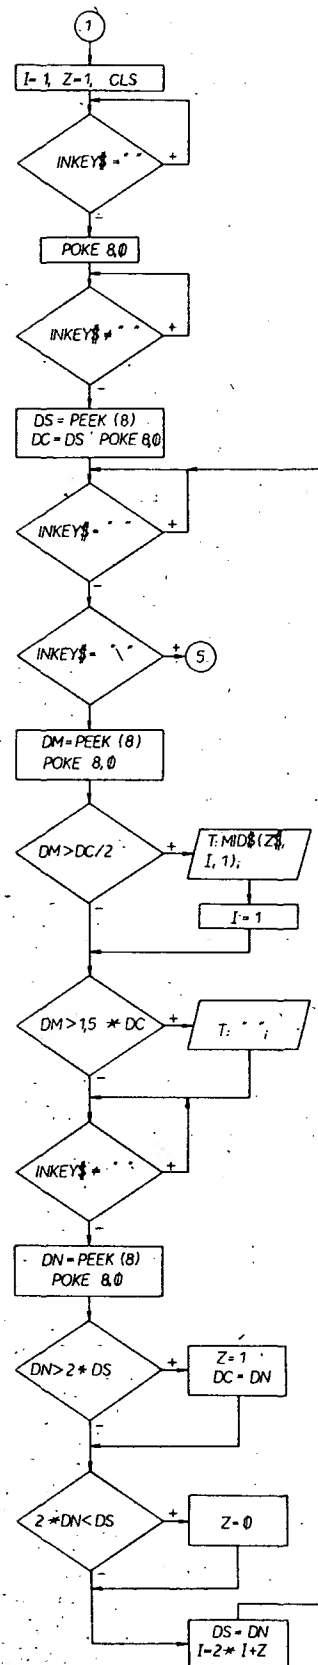 1
I=1, Z=1, CLS
INKEY$ = " "
+
-
POKE 8,0
INKEY$ ≠ " "
+
-
DS = PEEK (8)
DC = DS POKE 8,0
INKEY$ = " "
+
-
INKEY$ = "\"
+
5
-
DM = PEEK (8)
POKE 8,0
DM > DC/2
+
T: MID$(Z$,
I, 1);
I = 1
-
DM > 1,5 * DC
+
T: " ";
-
INKEY$ ≠ " "
+
-
DN = PEEK (8)
POKE 8,0
DN > 2 * DS
+
Z = 1
DC = DN
-
2 * DN < DS
+
Z = 0
-
DS = DN
I = 2 * I + Z